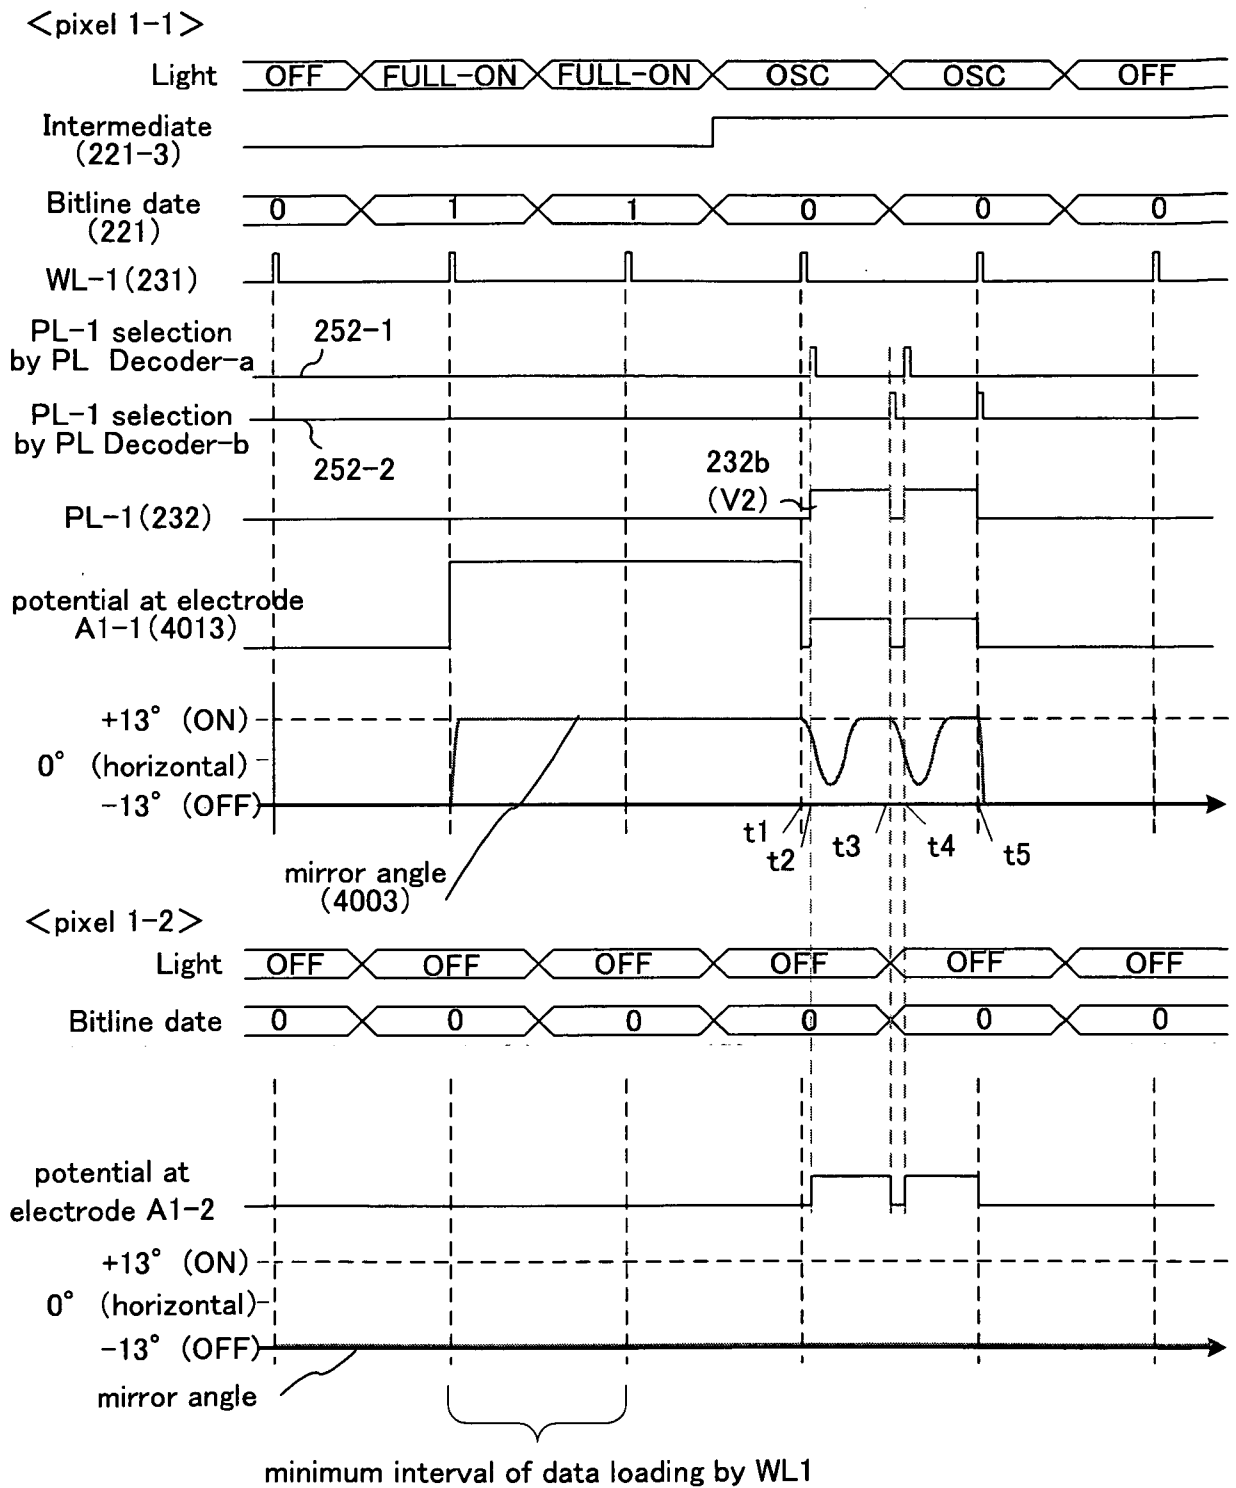 <pixel 1-1>
Light OFF FULL-ON FULL-ON OSC OSC OFF
Intermediate
(221-3)
Bitline date
(221)
0 1 1 0 0 0
WL-1(231)
PL-1 selection
by PL Decoder-a
252-1
PL-1 selection
by PL Decoder-b
252-2
232b
(V2)
PL-1(232)
potential at electrode
A1-1(4013)
+13° (ON)
0° (horizontal)
-13° (OFF)
t1
t2
t3
t4
t5
mirror angle
(4003)
<pixel 1-2>
Light OFF OFF OFF OFF OFF OFF
Bitline date 0 0 0 0 0 0
potential at
electrode A1-2
+13° (ON)
0° (horizontal)
-13° (OFF)
mirror angle
minimum interval of data loading by WL1